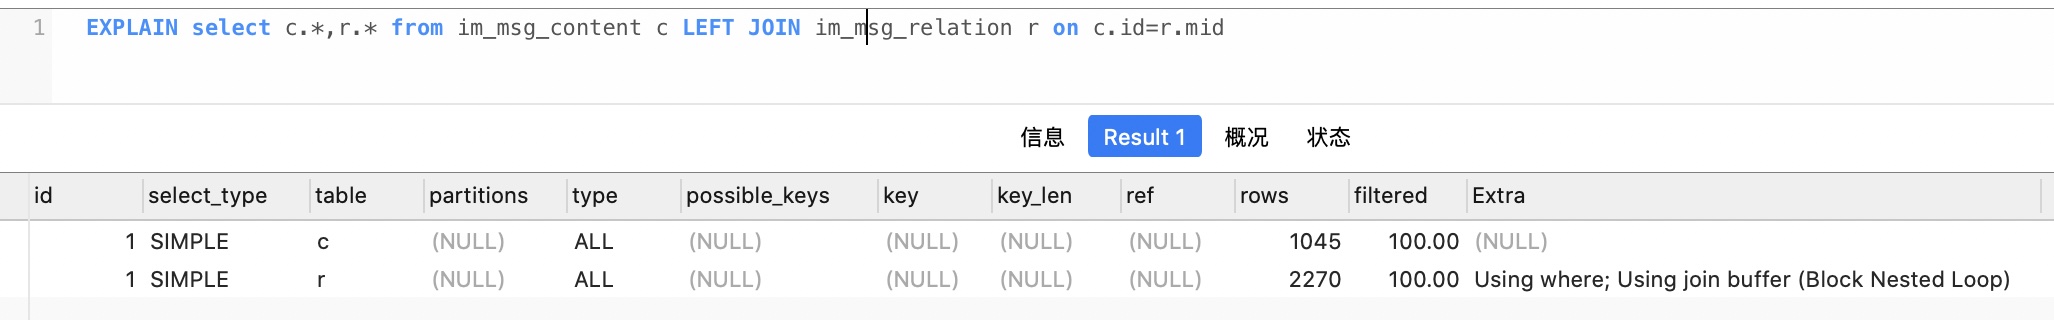 1 EXPLAIN select c.*,r.* from im_msg_content c LEFT JOIN im_msg_relation r on c.id=r.mid
信息 Result 1 概况 状态
id select_type table partitions type possible_keys key key_len ref rows filtered Extra
1 SIMPLE c (NULL) ALL (NULL) (NULL) (NULL) (NULL) 1045 100.00 (NULL)
1 SIMPLE r (NULL) ALL (NULL) (NULL) (NULL) (NULL) 2270 100.00 Using where; Using join buffer (Block Nested Loop)